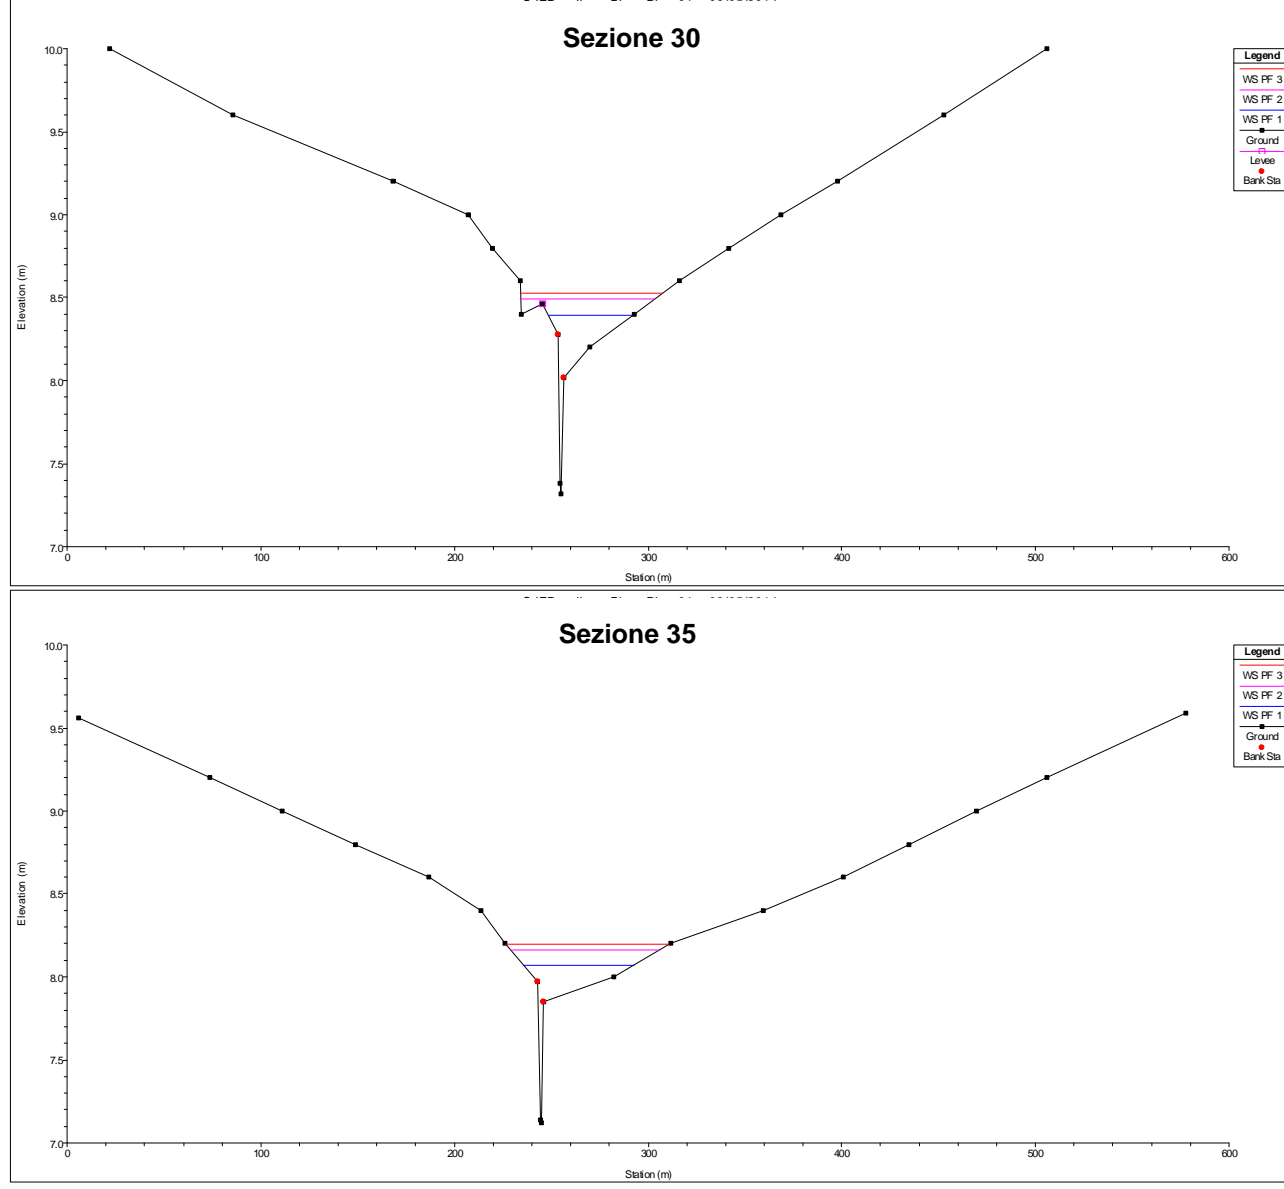 Sezione 30
Legend
WS PF 3
WS PF 2
WS PF 1
Ground
Levee
Bank Sta
Elevation (m)
10.0
9.5
9.0
8.5
8.0
7.5
7.0
0 100 200 300 400 500 600
Station (m)
Sezione 35
Legend
WS PF 3
WS PF 2
WS PF 1
Ground
Bank Sta
Elevation (m)
10.0
9.5
9.0
8.5
8.0
7.5
7.0
0 100 200 300 400 500 600
Station (m)